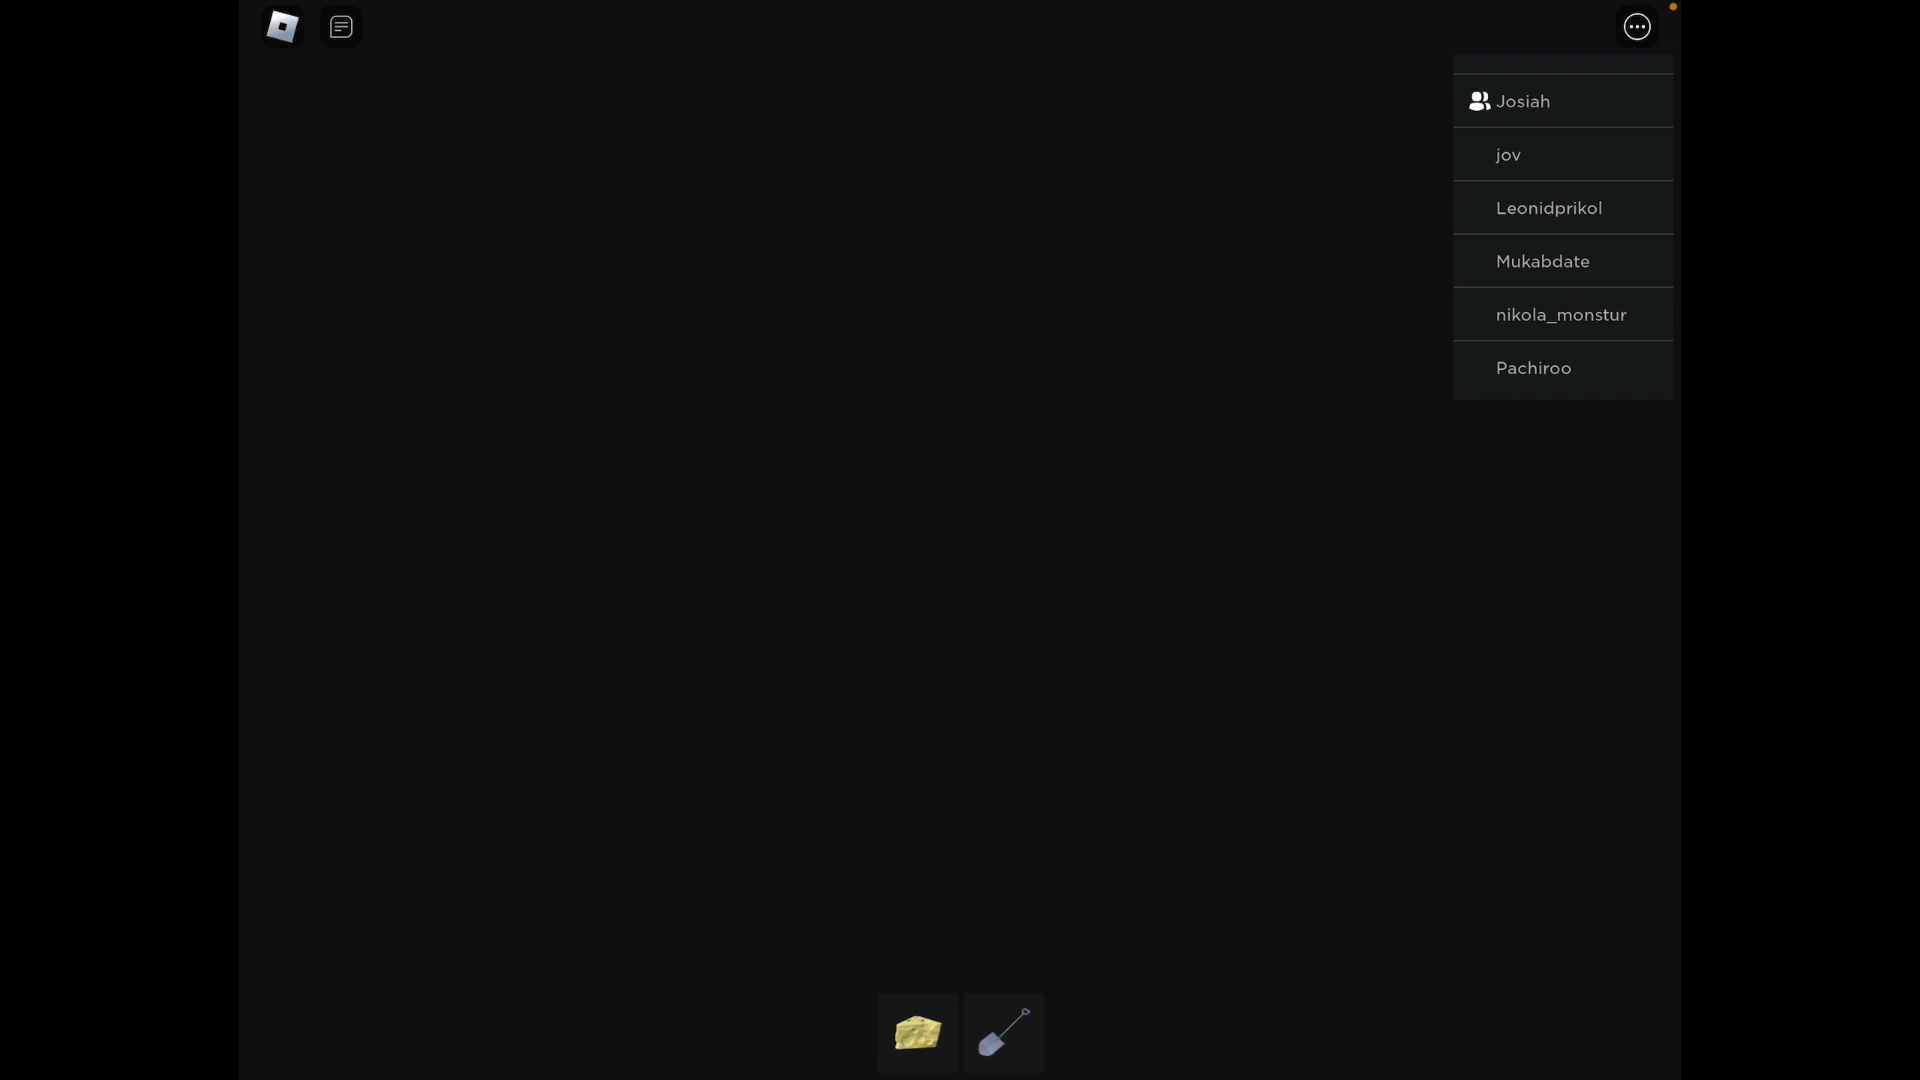 Josiah
jov
Leonidprikol
Mukabdate
nikola_monstur
Pachiroo